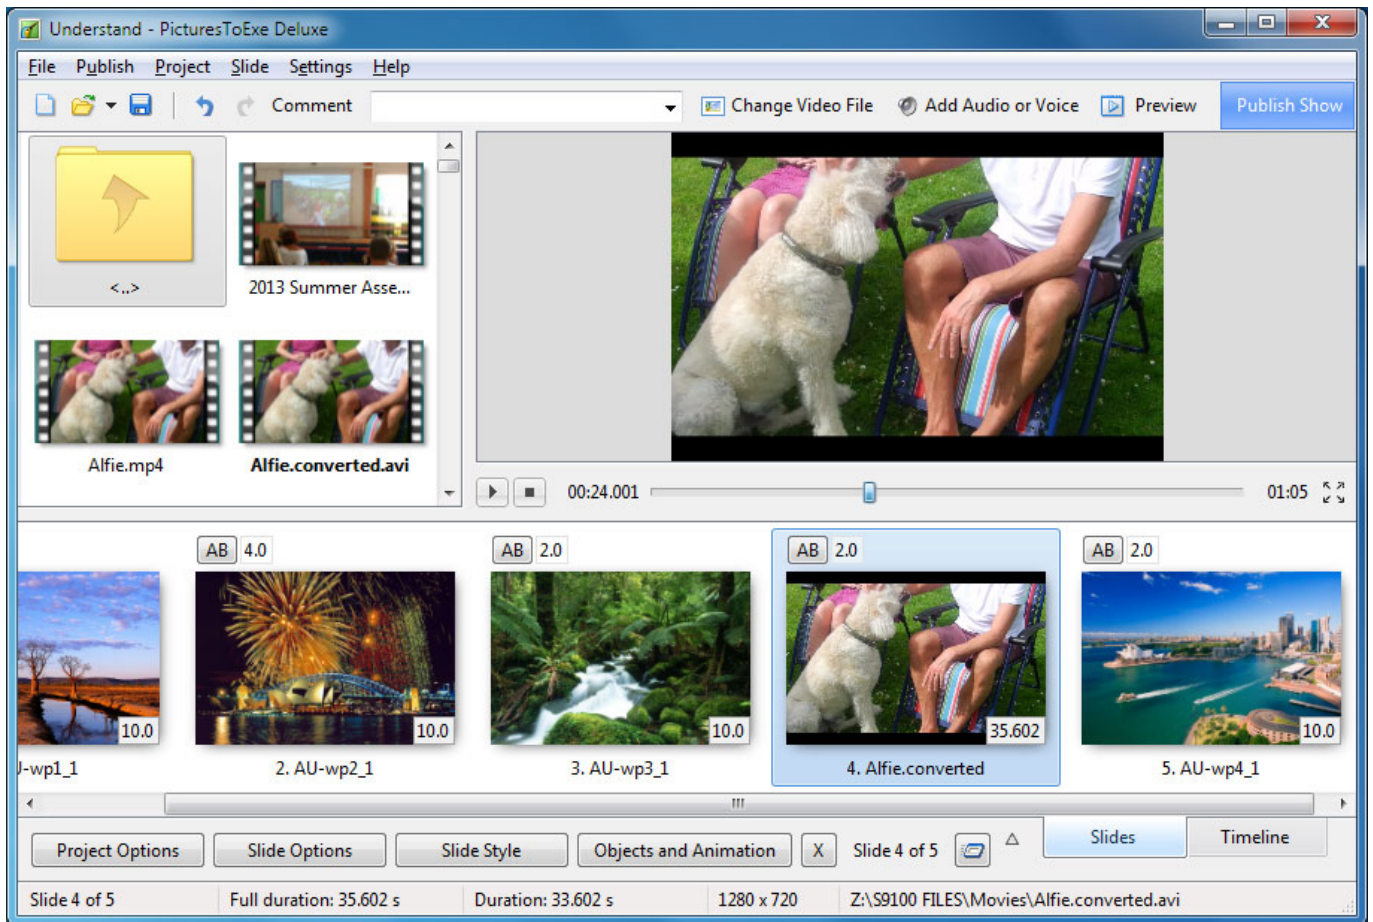 Understand - PicturesToExe Deluxe
File Publish Project Slide Settings Help
Comment Change Video File Add Audio or Voice Preview Publish Show
<..>
2013 Summer Asse...
Alfie.mp4
Alfie.converted.avi
00:24.001
01:05
AB 4.0
AB 2.0
AB 2.0
AB 2.0
10.0
10.0
10.0
35.602
10.0
J-wp1_1
2. AU-wp2_1
3. AU-wp3_1
4. Alfie.converted
5. AU-wp4_1
Project Options Slide Options Slide Style Objects and Animation X Slide 4 of 5 Slides Timeline
Slide 4 of 5 Full duration: 35.602 s Duration: 33.602 s 1280 x 720 Z:\S9100 FILES\Movies\Alfie.converted.avi